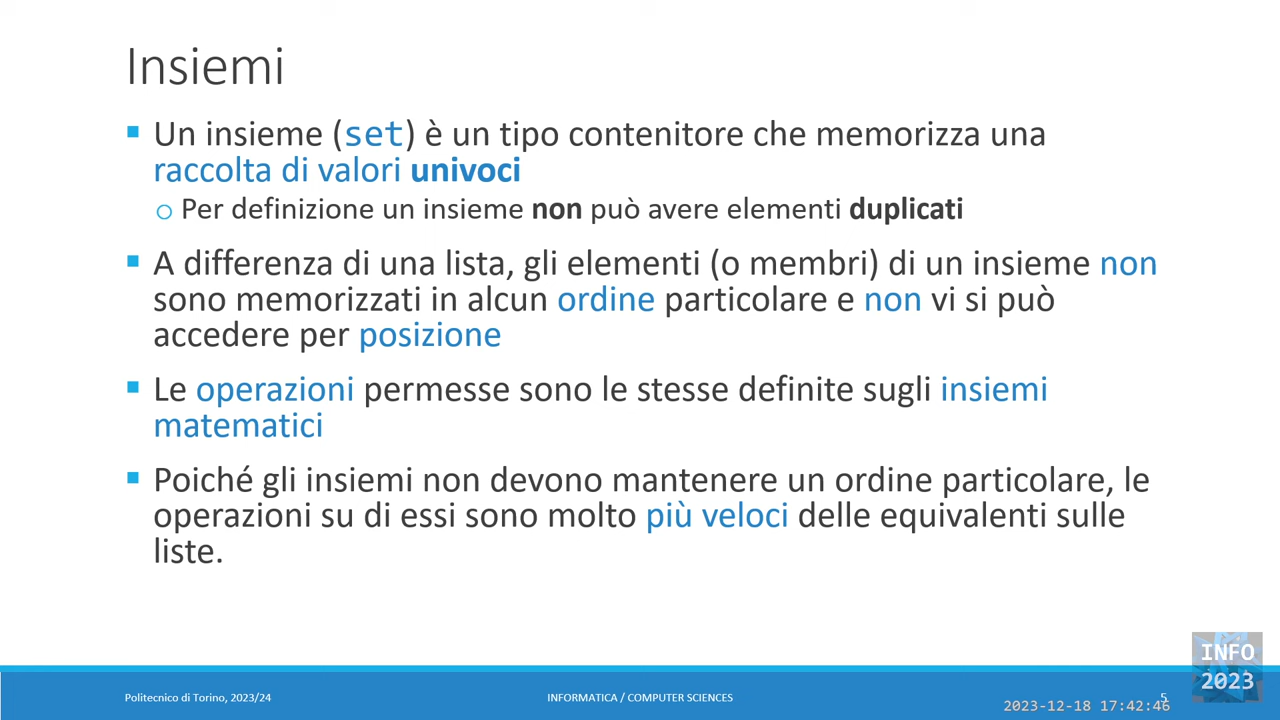 Insiemi
Un insieme (set) è un tipo contenitore che memorizza una
raccolta di valori univoci
Per definizione un insieme non può avere elementi duplicati
A differenza di una lista, gli elementi (o membri) di un insieme non
sono memorizzati in alcun ordine particolare e non vi si può
accedere per posizione
Le operazioni permesse sono le stesse definite sugli insiemi
matematici
Poiché gli insiemi non devono mantenere un ordine particolare, le
operazioni su di essi sono molto più veloci delle equivalenti sulle
liste.
Politecnico di Torino, 2023/24
INFORMATICA / COMPUTER SCIENCES
5
2023-12-18 17:42:46
INFO
2023